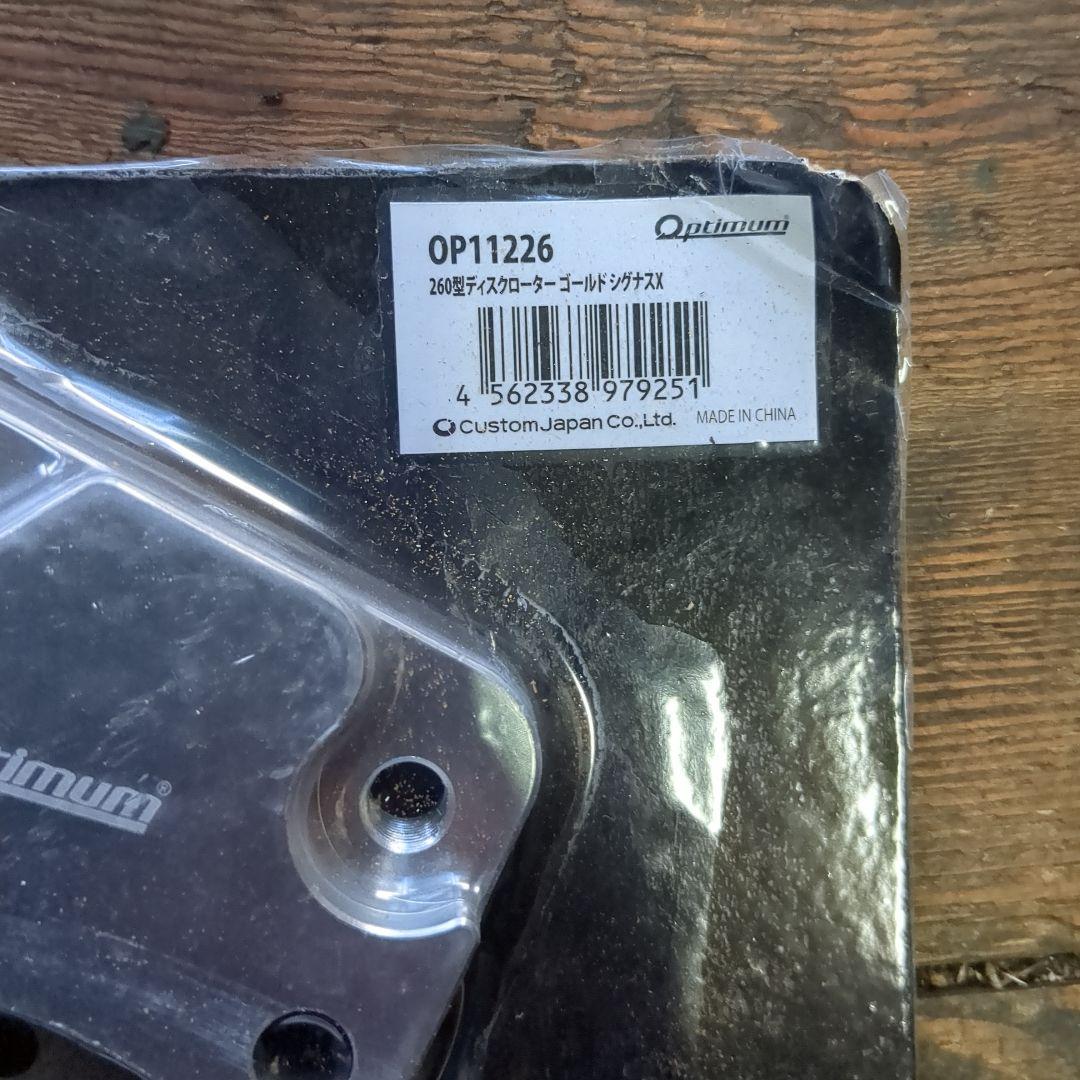 Optimum®
OP11226
260型ディスクローター ゴールド シグナスX
4 562338 979251
CustomJapan Co.,Ltd. MADE IN CHINA
timum®